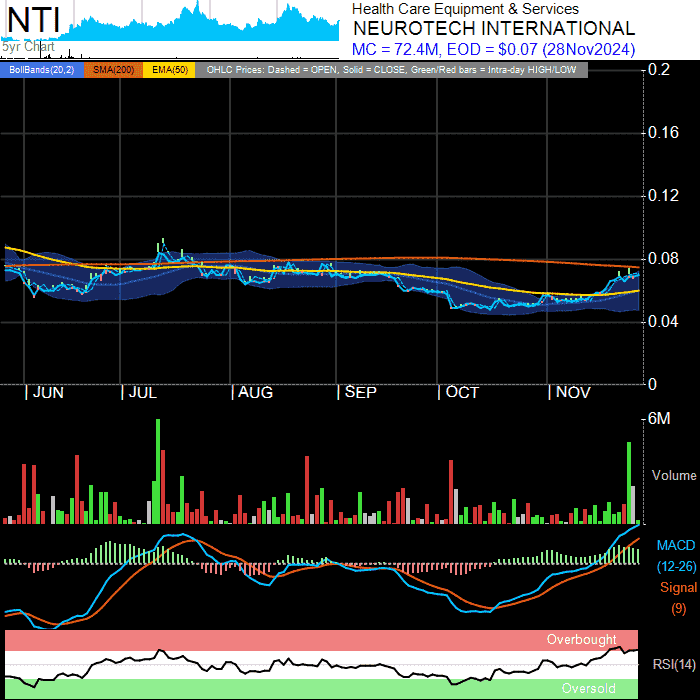 NTI
5yr Chart
Health Care Equipment & Services
NEUROTECH INTERNATIONAL
MC = 72.4M, EOD = $0.07 (28Nov2024)
BollBands(20,2) SMA(200) EMA(50) OHLC Prices: Dashed = OPEN, Solid = CLOSE, Green/Red bars = Intra-day HIGH/LOW
0.2
0.16
0.12
0.08
0.04
0
JUN JUL AUG SEP OCT NOV
6M
Volume
MACD
(12-26)
Signal
(9)
Overbought
RSI(14)
Oversold